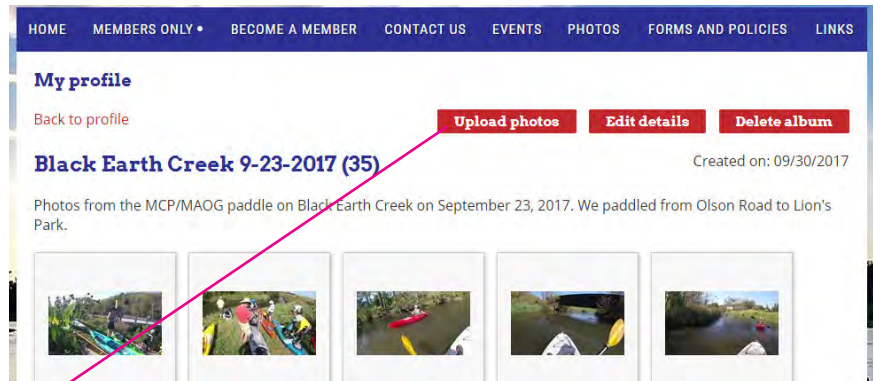 HOME MEMBERS ONLY • BECOME A MEMBER CONTACT US EVENTS PHOTOS FORMS AND POLICIES LINKS
My profile
Back to profile
Upload photos Edit details Delete album
Black Earth Creek 9-23-2017 (35)
Created on: 09/30/2017
Photos from the MCP/MAOG paddle on Black Earth Creek on September 23, 2017. We paddled from Olson Road to Lion's
Park.